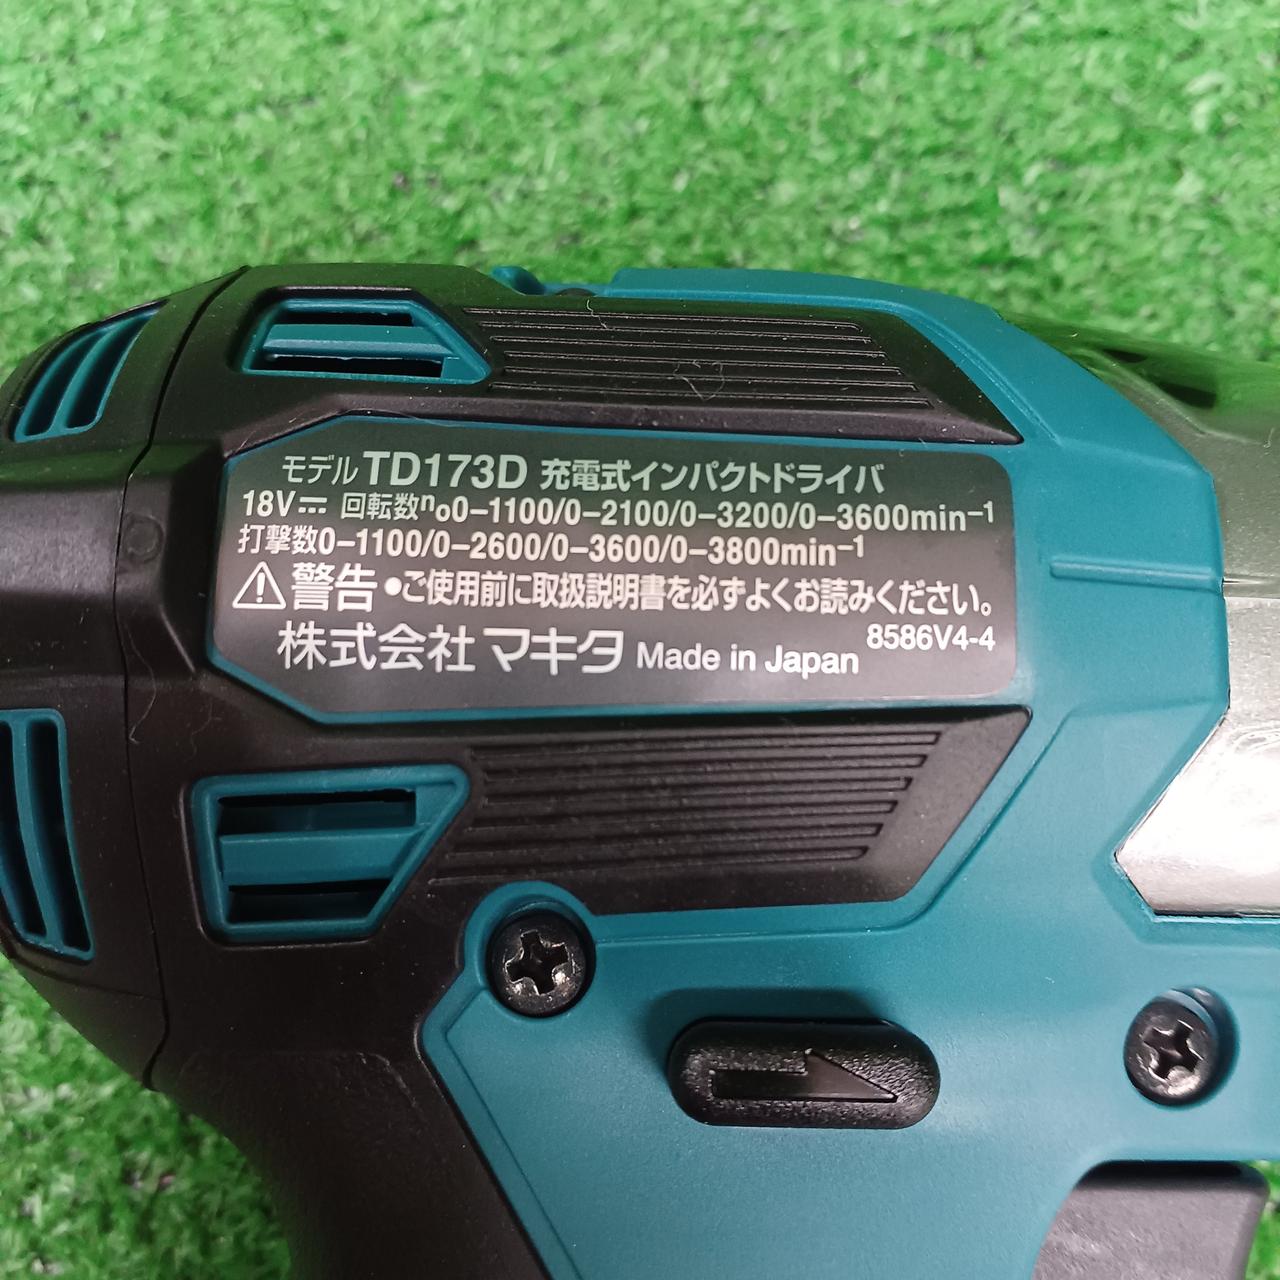 モデル TD173D 充電式インパクトドライバ
18V⎓ 回転数n₀0-1100/0-2100/0-3200/0-3600min⁻¹
打撃数0-1100/0-2600/0-3600/0-3800min⁻¹
⚠警告 •ご使用前に取扱説明書を必ずよくお読みください。
株式会社マキタ Made in Japan 8586V4-4